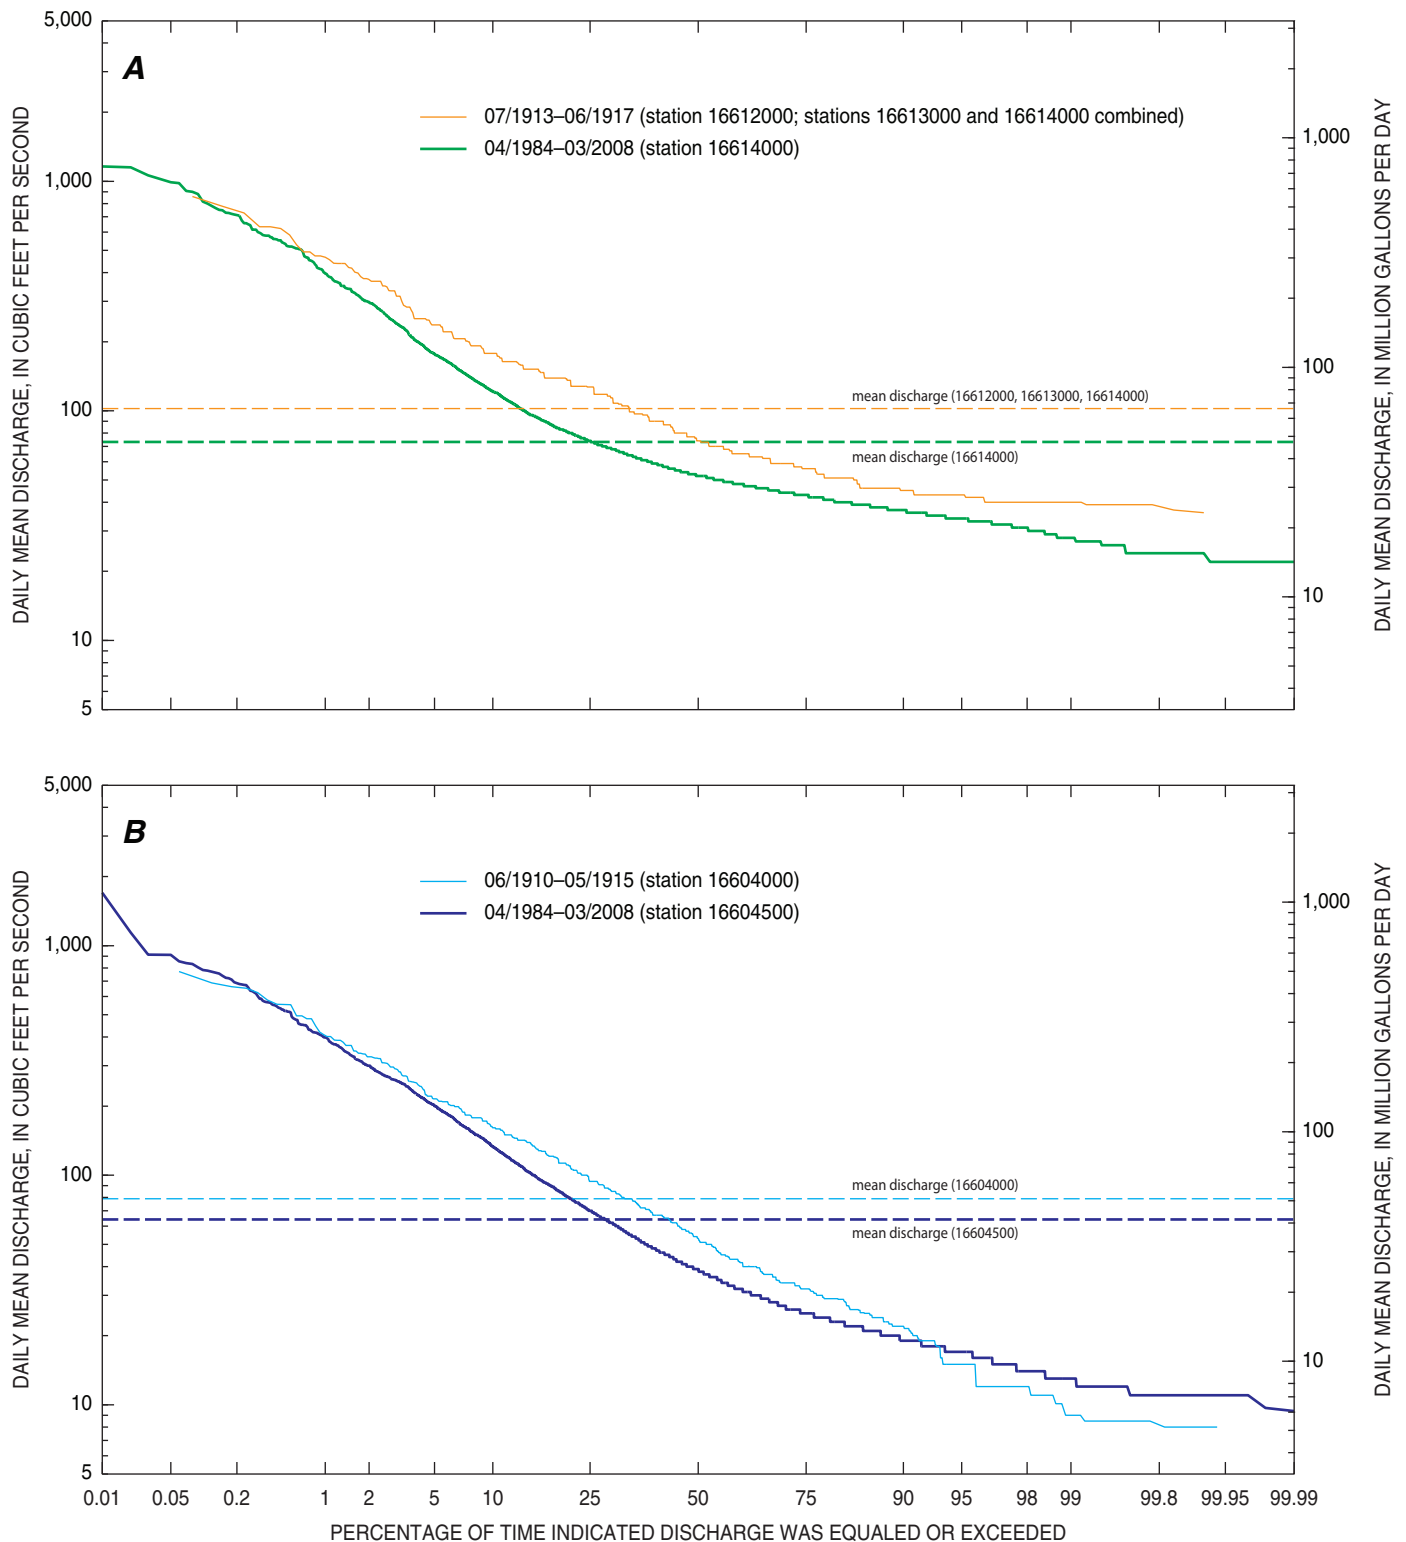 A
07/1913–06/1917 (station 16612000; stations 16613000 and 16614000 combined)
04/1984–03/2008 (station 16614000)
DAILY MEAN DISCHARGE, IN CUBIC FEET PER SECOND
5,000
1,000
100
10
5
mean discharge (16612000, 16613000, 16614000)
mean discharge (16614000)
1,000
100
10
DAILY MEAN DISCHARGE, IN MILLION GALLONS PER DAY
B
06/1910–05/1915 (station 16604000)
04/1984–03/2008 (station 16604500)
DAILY MEAN DISCHARGE, IN CUBIC FEET PER SECOND
5,000
1,000
100
10
5
mean discharge (16604000)
mean discharge (16604500)
1,000
100
10
DAILY MEAN DISCHARGE, IN MILLION GALLONS PER DAY
0.01 0.05 0.2 1 2 5 10 25 50 75 90 95 98 99 99.8 99.95 99.99
PERCENTAGE OF TIME INDICATED DISCHARGE WAS EQUALED OR EXCEEDED